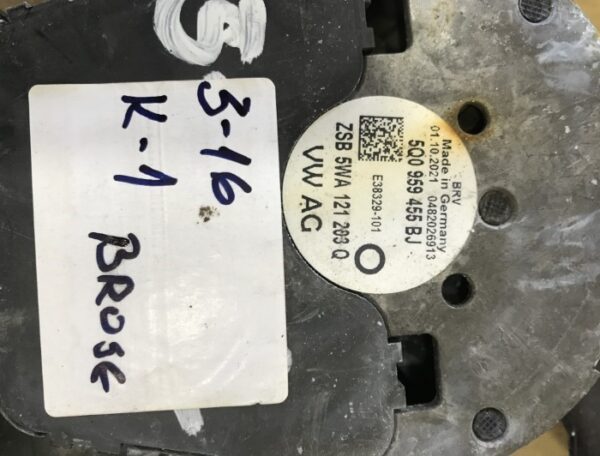 3-16
K-1
BROSE
BRV
Made in Germany
01.10.2021 0482026913
5Q0 959 455 BJ
E38329-101
ZSB 5WA 121 203 Q
VW AG